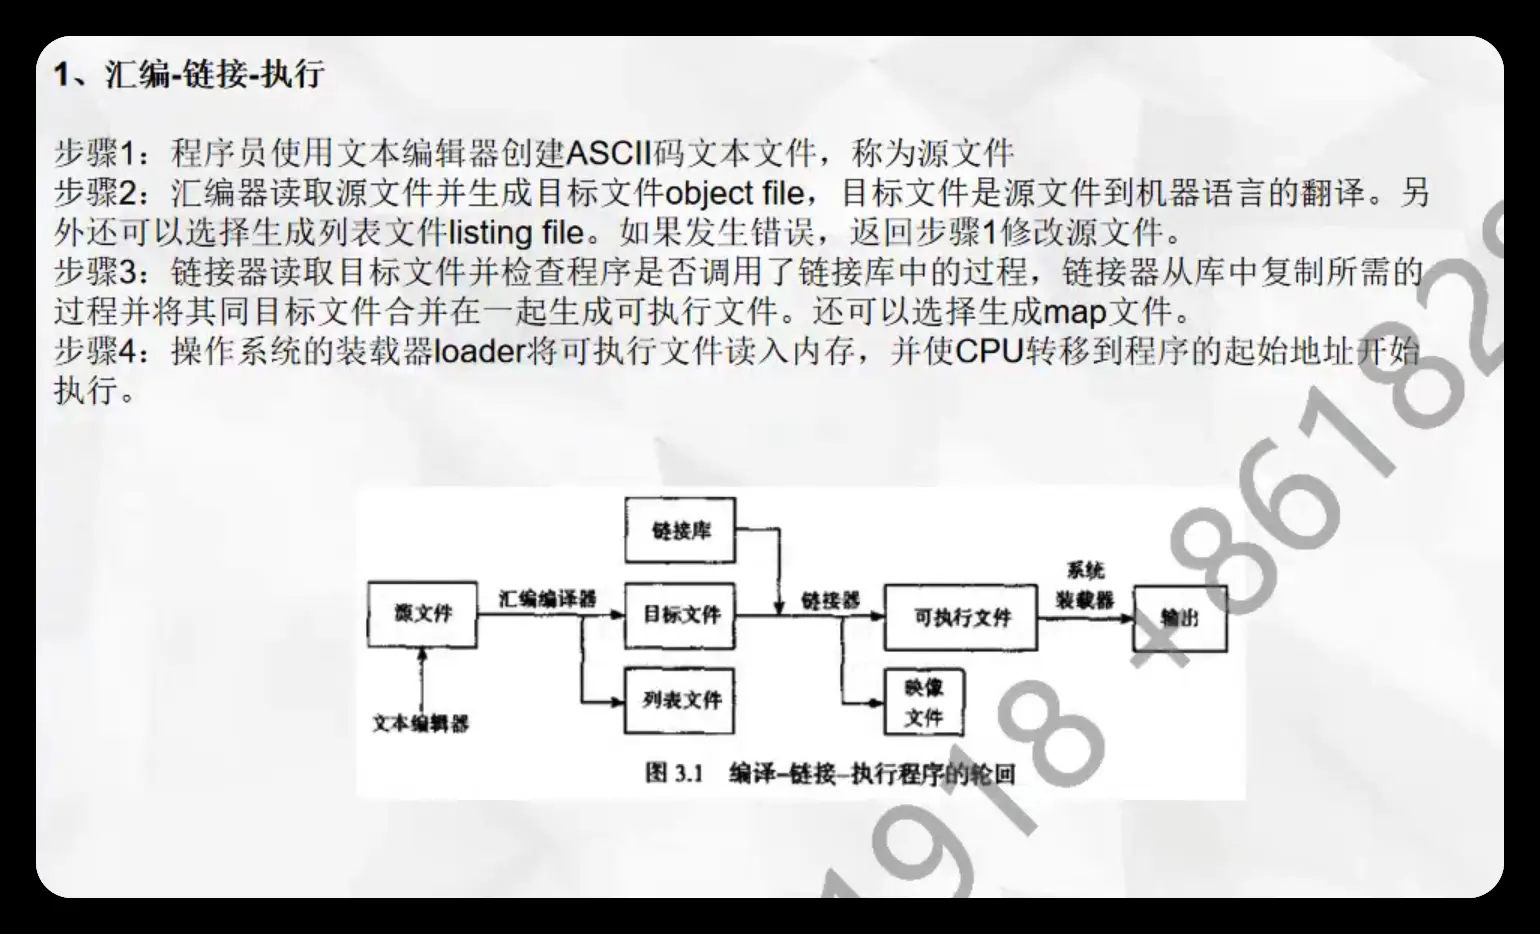 1、汇编-链接-执行
步骤1：程序员使用文本编辑器创建ASCII码文本文件，称为源文件
步骤2：汇编器读取源文件并生成目标文件object file，目标文件是源文件到机器语言的翻译。另
外还可以选择生成列表文件listing file。如果发生错误，返回步骤1修改源文件。
步骤3：链接器读取目标文件并检查程序是否调用了链接库中的过程，链接器从库中复制所需的
过程并将其同目标文件合并在一起生成可执行文件。还可以选择生成map文件。
步骤4：操作系统的装载器loader将可执行文件读入内存，并使CPU转移到程序的起始地址开始
执行。
链接库
源文件
汇编编译器
目标文件
链接器
可执行文件
系统
装载器
输出
列表文件
映像
文件
文本编辑器
图 3.1 编译–链接–执行程序的轮回
918 +86182